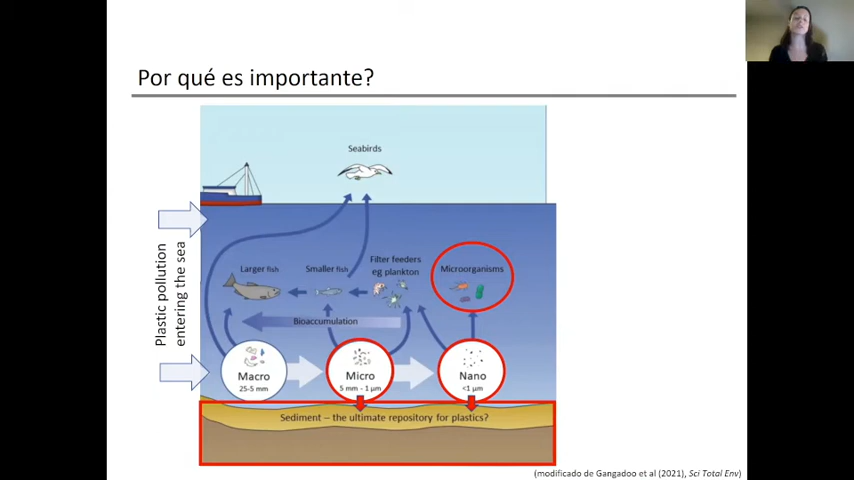 Por qué es importante?
Seabirds
Plastic pollution
entering the sea
Larger fish
Smaller fish
Filter feeders
eg plankton
Microorganisms
Bioaccumulation
Macro
25-5 mm
Micro
5 mm - 1 µm
Nano
<1 µm
Sediment – the ultimate repository for plastics?
(modificado de Gangadoo et al (2021), Sci Total Env)